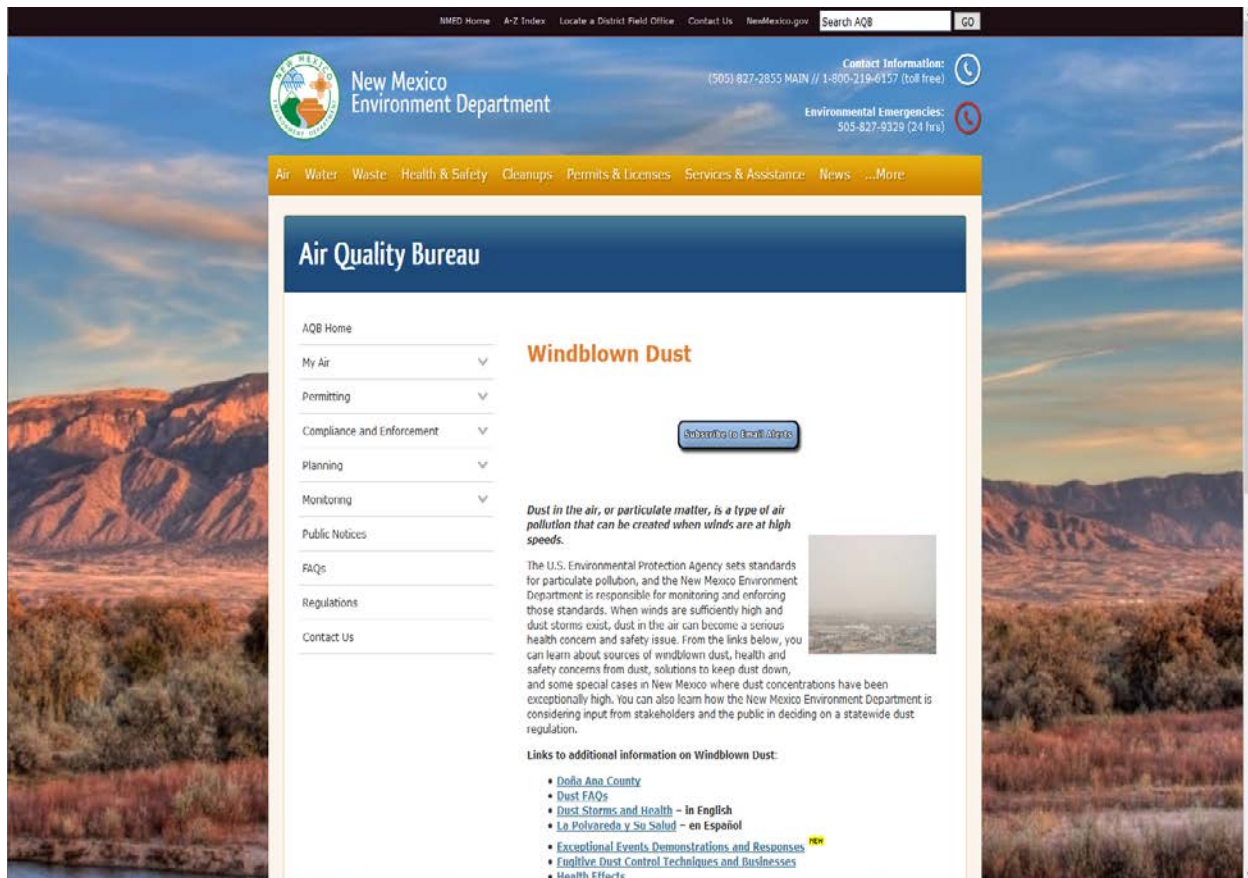 NMED Home A-Z Index Locate a District Field Office Contact Us NewMexico.gov Search AQB GO
NEW MEXICO
ENVIRONMENT DEPARTMENT
New Mexico
Environment Department
Contact Information:
(505) 827-2855 MAIN // 1-800-219-6157 (toll free)
Environmental Emergencies:
505-827-9329 (24 hrs)
Air Water Waste Health & Safety Cleanups Permits & Licenses Services & Assistance News ...More
Air Quality Bureau
AQB Home
My Air
Permitting
Compliance and Enforcement
Planning
Monitoring
Public Notices
FAQs
Regulations
Contact Us
Windblown Dust
Subscribe to Email Alerts
Dust in the air, or particulate matter, is a type of air
pollution that can be created when winds are at high
speeds.
The U.S. Environmental Protection Agency sets standards
for particulate pollution, and the New Mexico Environment
Department is responsible for monitoring and enforcing
those standards. When winds are sufficiently high and
dust storms exist, dust in the air can become a serious
health concern and safety issue. From the links below, you
can learn about sources of windblown dust, health and
safety concerns from dust, solutions to keep dust down,
and some special cases in New Mexico where dust concentrations have been
exceptionally high. You can also learn how the New Mexico Environment Department is
considering input from stakeholders and the public in deciding on a statewide dust
regulation.
Links to additional information on Windblown Dust:
• Doña Ana County
• Dust FAQs
• Dust Storms and Health – in English
• La Polvareda y Su Salud – en Español
• Exceptional Events Demonstrations and Responses NEW
• Fugitive Dust Control Techniques and Businesses
• Health Effects